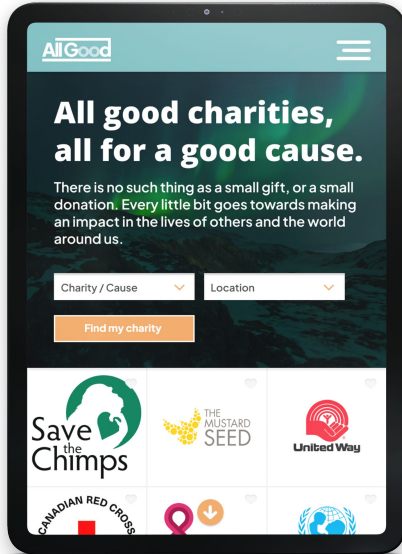 All Good
All good charities,
all for a good cause.
There is no such thing as a small gift, or a small
donation. Every little bit goes towards making
an impact in the lives of others and the world
around us.
Charity / Cause
Location
Find my charity
Save
the
Chimps
THE
MUSTARD
SEED
United Way
CANADIAN RED CROSS